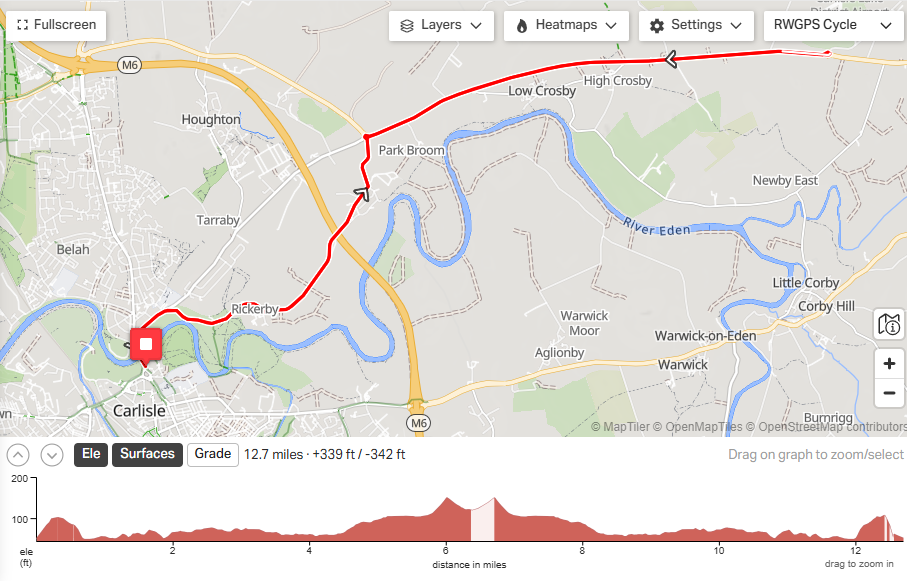 Fullscreen
Layers
Heatmaps
Settings
RWGPS Cycle
M6
High Crosby
Low Crosby
Houghton
Park Broom
Newby East
Tarraby
River Eden
Belah
Little Corby
Rickerby
Corby Hill
Warwick
Moor
Warwick-on-Eden
Aglionby
Warwick
Carlisle
M6
Burnrigg
© MapTiler © OpenMapTiles © OpenStreetMap contributors
Ele
Surfaces
Grade
12.7 miles · +339 ft / -342 ft
Drag on graph to zoom/select
200
100
ele
(ft)
2
4
6
8
10
12
distance in miles
drag to zoom in